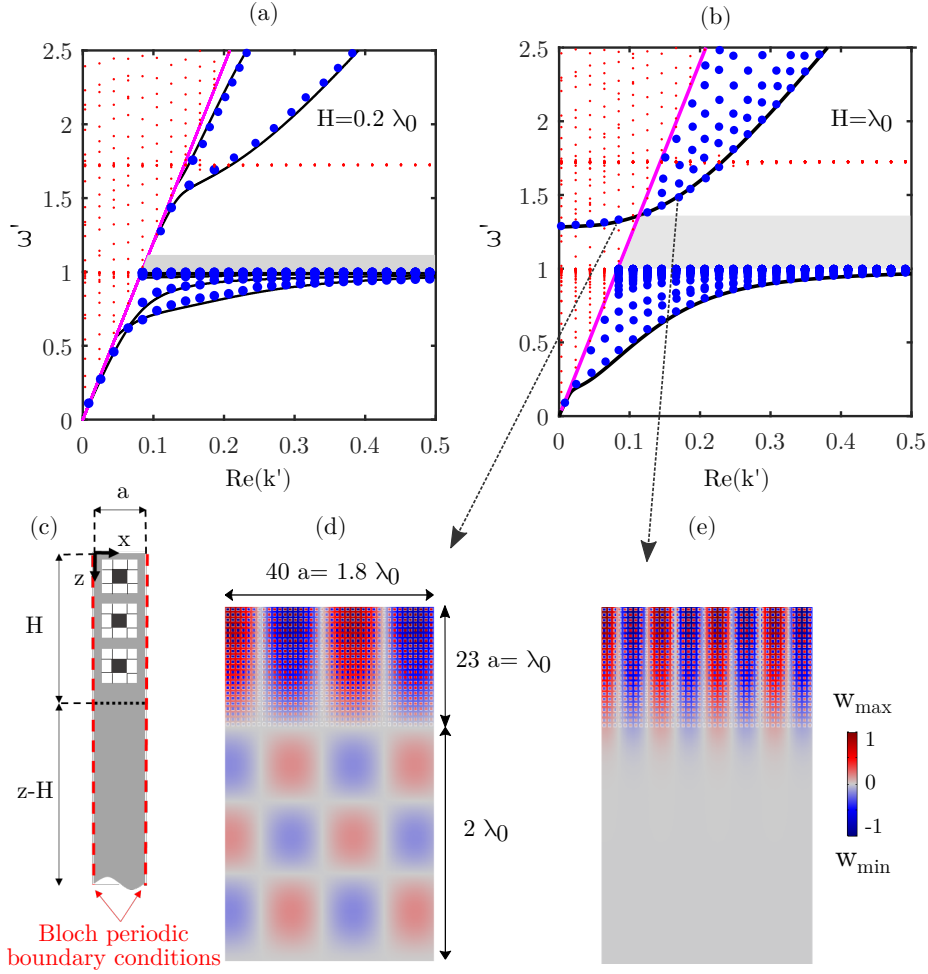 (a)
2.5
2
1.5
1
0.5
0
ω'
H=0.2 λ0
0 0.1 0.2 0.3 0.4 0.5
Re(k')
(b)
2.5
2
1.5
1
0.5
0
ω'
H=λ0
0 0.1 0.2 0.3 0.4 0.5
Re(k')
(c)
a
x
z
H
z-H
Bloch periodic
boundary conditions
(d)
40 a= 1.8 λ0
23 a= λ0
2 λ0
(e)
wmax
1
0
-1
wmin